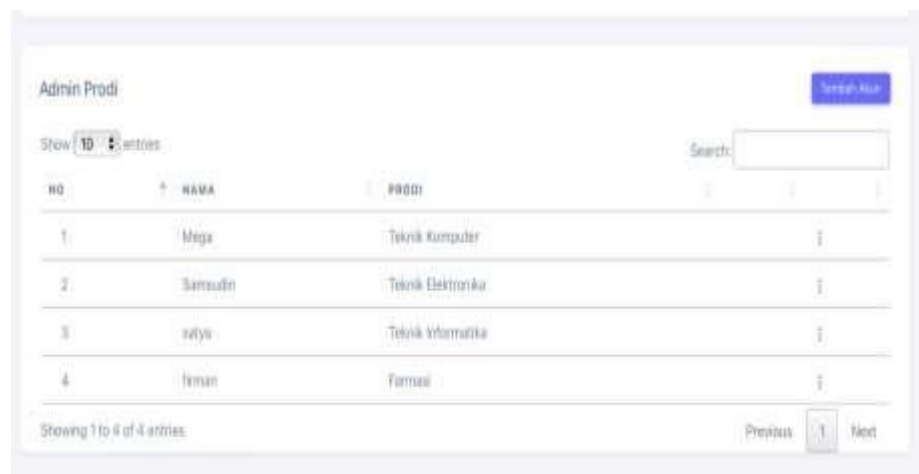 Admin Prodi
Tambah Akun
Show 10 entries
Search:
NO NAMA PRODI
1 Mega Teknik Komputer
2 Samsudin Teknik Elektronika
3 satya Teknik Informatika
4 firman Farmasi
Showing 1 to 4 of 4 entries
Previous 1 Next